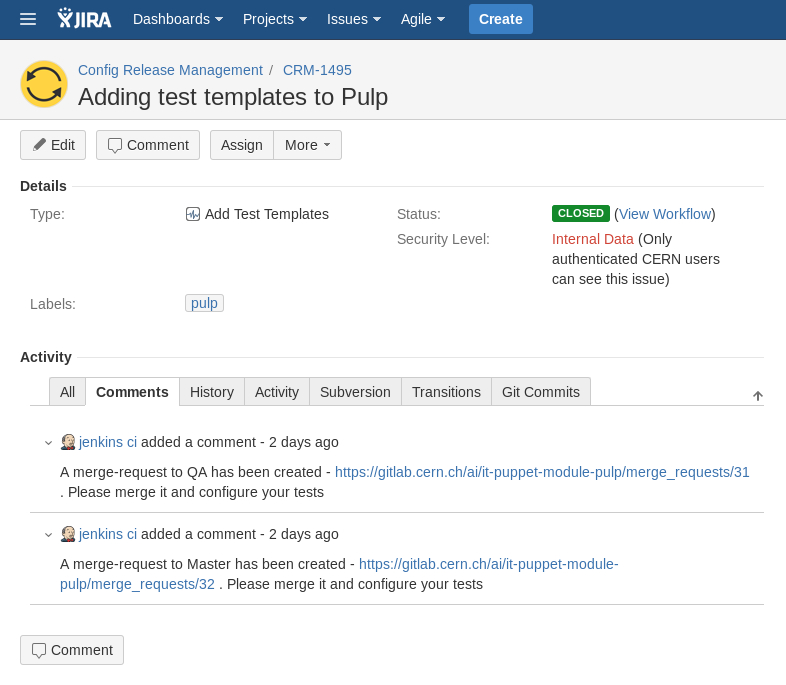 JIRA Dashboards Projects Issues Agile Create
Config Release Management / CRM-1495
Adding test templates to Pulp
Edit Comment Assign More
Details
Type: Add Test Templates Status: CLOSED (View Workflow)
Security Level: Internal Data (Only
authenticated CERN users
can see this issue)
Labels: pulp
Activity
All Comments History Activity Subversion Transitions Git Commits
jenkins ci added a comment - 2 days ago
A merge-request to QA has been created - https://gitlab.cern.ch/ai/it-puppet-module-pulp/merge_requests/31
. Please merge it and configure your tests
jenkins ci added a comment - 2 days ago
A merge-request to Master has been created - https://gitlab.cern.ch/ai/it-puppet-module-
pulp/merge_requests/32 . Please merge it and configure your tests
Comment